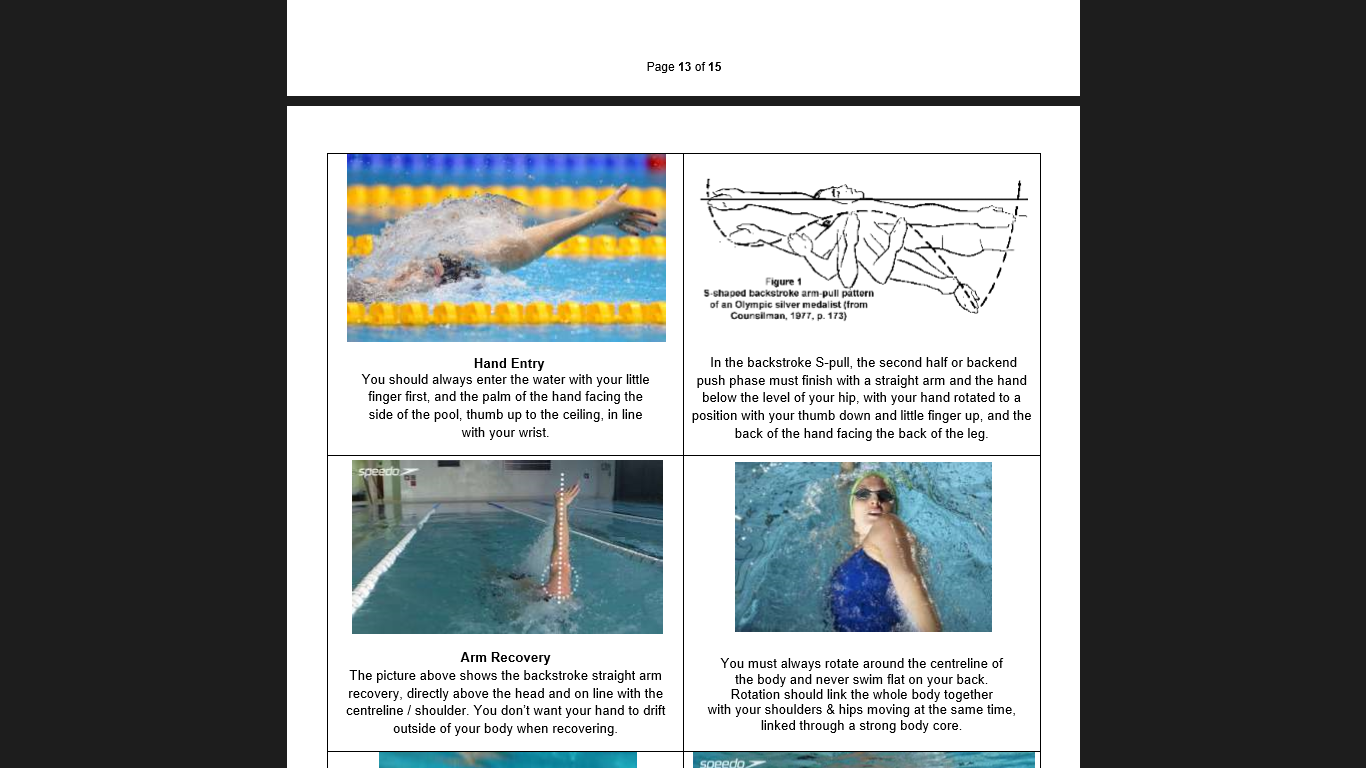 Page 13 of 15
Figure 1
S-shaped backstroke arm-pull pattern
of an Olympic silver medalist (from
Counsilman, 1977, p. 173)
Hand Entry
You should always enter the water with your little
finger first, and the palm of the hand facing the
side of the pool, thumb up to the ceiling, in line
with your wrist.
In the backstroke S-pull, the second half or backend
push phase must finish with a straight arm and the hand
below the level of your hip, with your hand rotated to a
position with your thumb down and little finger up, and the
back of the hand facing the back of the leg.
speedo
Arm Recovery
The picture above shows the backstroke straight arm
recovery, directly above the head and on line with the
centreline / shoulder. You don't want your hand to drift
outside of your body when recovering.
You must always rotate around the centreline of
the body and never swim flat on your back.
Rotation should link the whole body together
with your shoulders & hips moving at the same time,
linked through a strong body core.
speedo